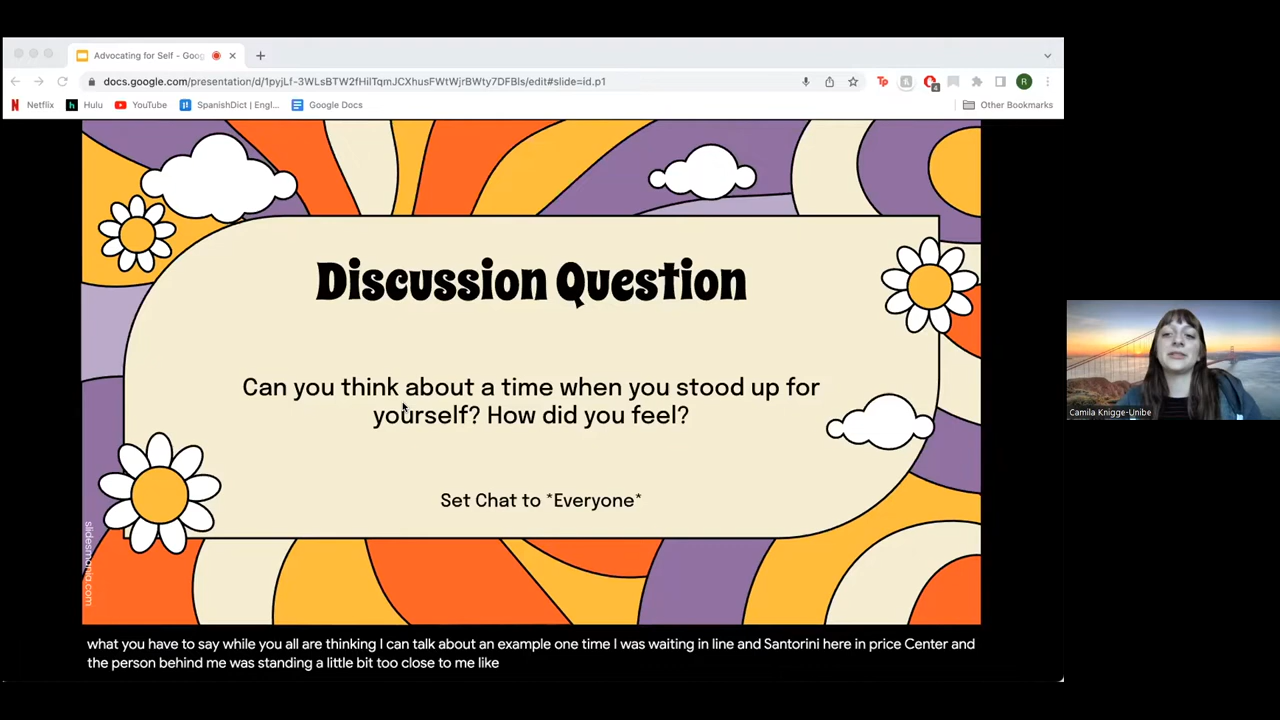 Advocating for Self - Goog
docs.google.com/presentation/d/1pyjLf-3WLsBTW2fHilTqmJCXhusFWtWjrBWty7DFBIs/edit#slide=id.p1
TP
4
R
Netflix
h Hulu
YouTube
SpanishDict | Engl...
Google Docs
Other Bookmarks
Discussion Question
Can you think about a time when you stood up for
yourself? How did you feel?
Set Chat to *Everyone*
slidesmania.com
Camila Knigge-Unibe
what you have to say while you all are thinking I can talk about an example one time I was waiting in line and Santorini here in price Center and
the person behind me was standing a little bit too close to me like